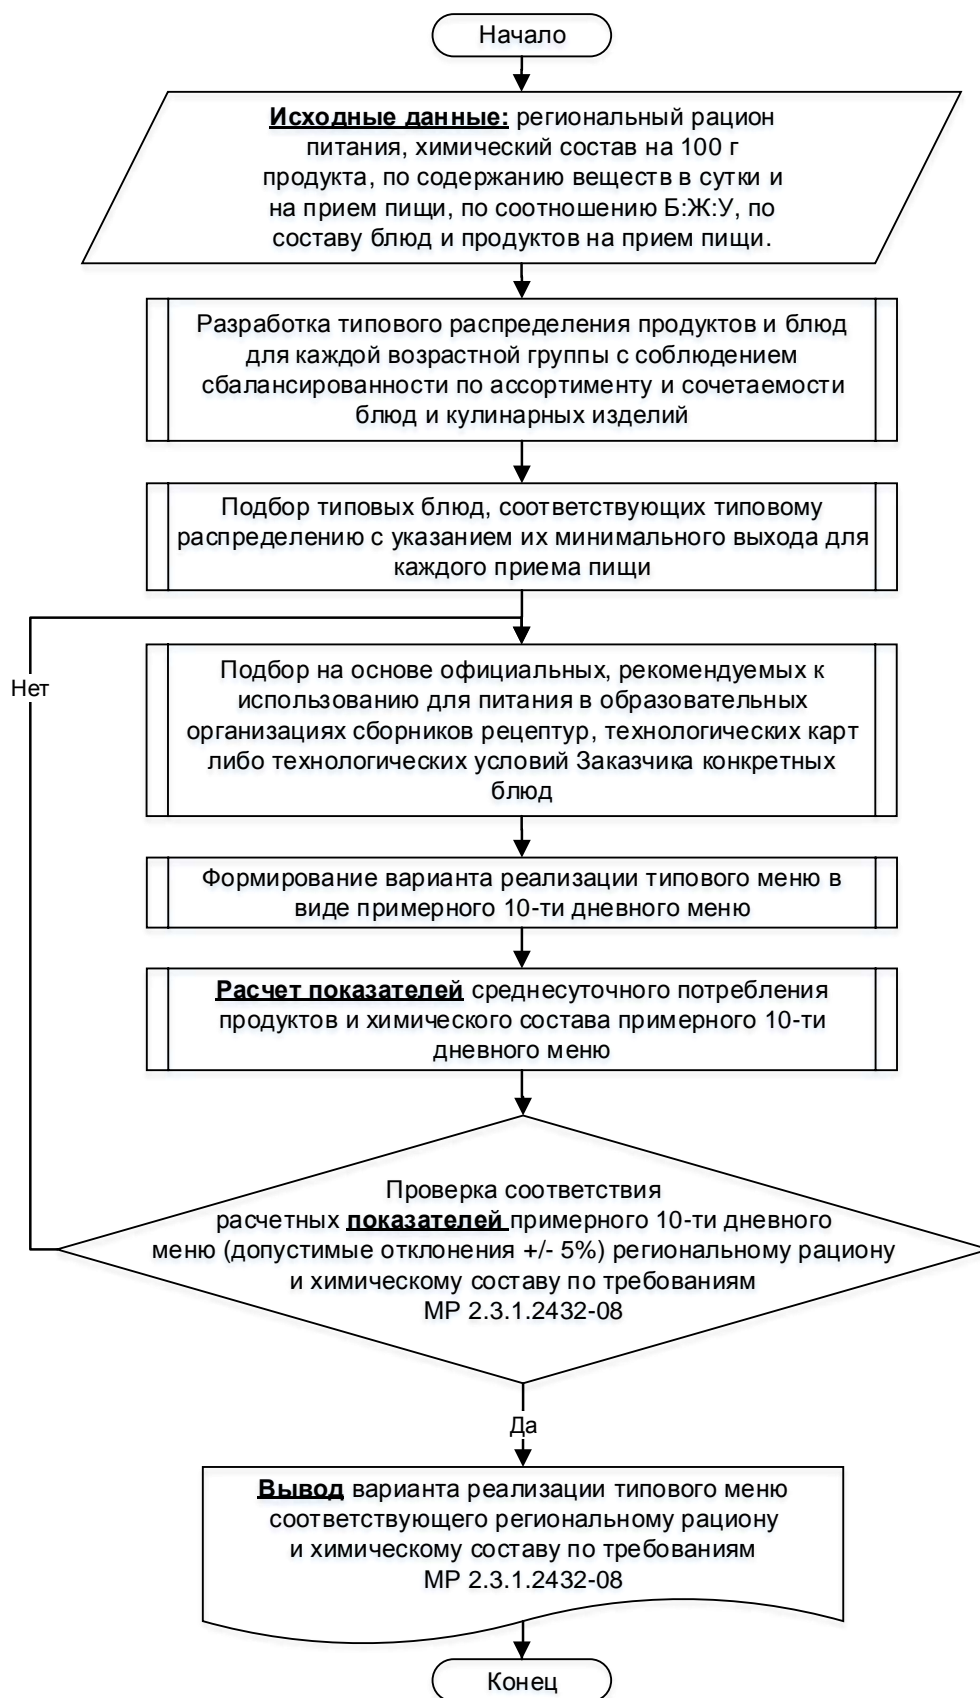 Начало
Исходные данные: региональный рацион
питания, химический состав на 100 г
продукта, по содержанию веществ в сутки и
на прием пищи, по соотношению Б:Ж:У, по
составу блюд и продуктов на прием пищи.
Разработка типового распределения продуктов и блюд
для каждой возрастной группы с соблюдением
сбалансированности по ассортименту и сочетаемости
блюд и кулинарных изделий
Подбор типовых блюд, соответствующих типовому
распределению с указанием их минимального выхода для
каждого приема пищи
Нет
Подбор на основе официальных, рекомендуемых к
использованию для питания в образовательных
организациях сборников рецептур, технологических карт
либо технологических условий Заказчика конкретных
блюд
Формирование варианта реализации типового меню в
виде примерного 10-ти дневного меню
Расчет показателей среднесуточного потребления
продуктов и химического состава примерного 10-ти
дневного меню
Проверка соответствия
расчетных показателей примерного 10-ти дневного
меню (допустимые отклонения +/- 5%) региональному рациону
и химическому составу по требованиям
МР 2.3.1.2432-08
Да
Вывод варианта реализации типового меню
соответствующего региональному рациону
и химическому составу по требованиям
МР 2.3.1.2432-08
Конец